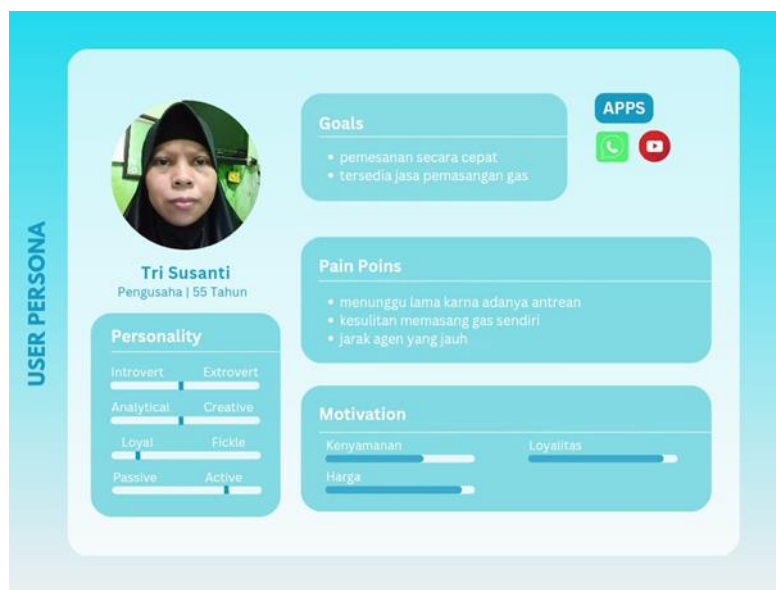 USER PERSONA
Tri Susanti
Pengusaha | 55 Tahun
Personality
Introvert Extrovert
Analytical Creative
Loyal Fickle
Passive Active
Goals
• pemesanan secara cepat
• tersedia jasa pemasangan gas
APPS
Pain Poins
• menunggu lama karna adanya antrean
• kesulitan memasang gas sendiri
• jarak agen yang jauh
Motivation
Kenyamanan Loyalitas
Harga